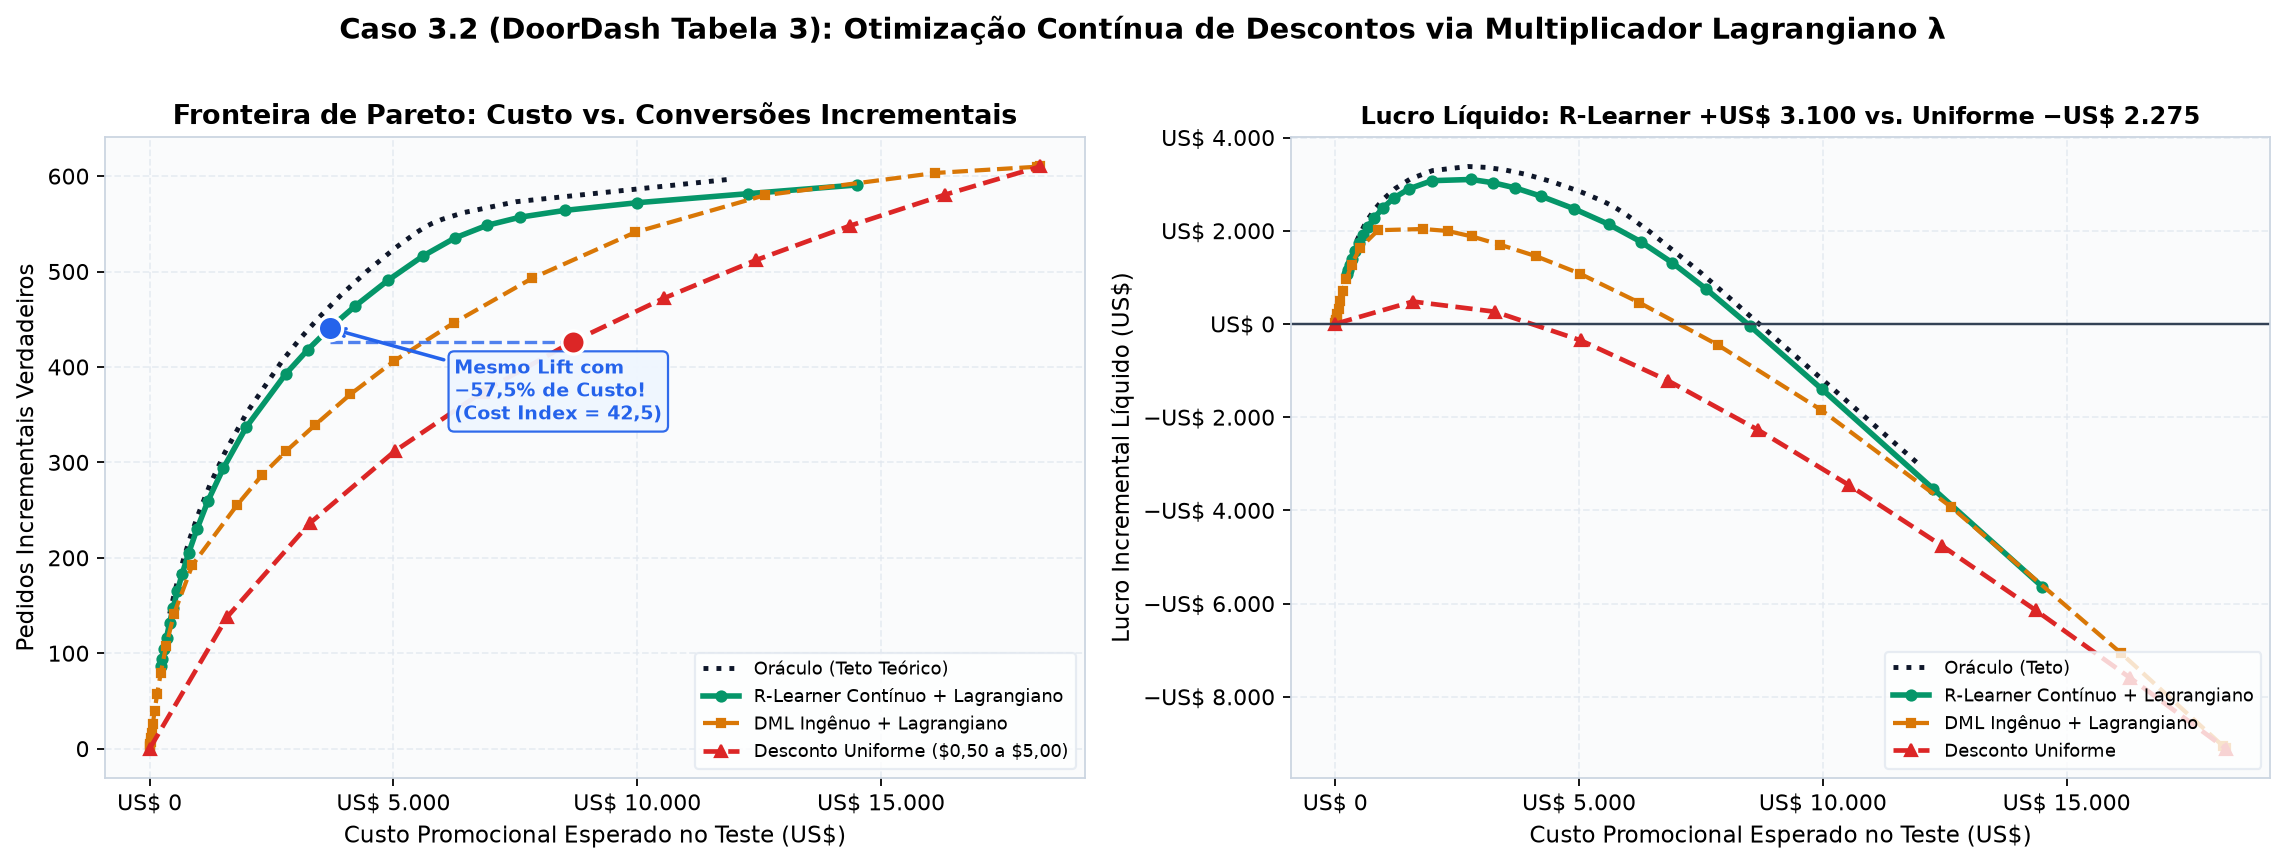 Caso 3.2 (DoorDash Tabela 3): Otimização Contínua de Descontos via Multiplicador Lagrangiano λ
Fronteira de Pareto: Custo vs. Conversões Incrementais
Pedidos Incrementais Verdadeiros
600
500
400
300
200
100
0
Mesmo Lift com
−57,5% de Custo!
(Cost Index = 42,5)
Oráculo (Teto Teórico)
R-Learner Contínuo + Lagrangiano
DML Ingênuo + Lagrangiano
Desconto Uniforme ($0,50 a $5,00)
US$ 0
US$ 5.000
US$ 10.000
US$ 15.000
Custo Promocional Esperado no Teste (US$)
Lucro Líquido: R-Learner +US$ 3.100 vs. Uniforme −US$ 2.275
Lucro Incremental Líquido (US$)
US$ 4.000
US$ 2.000
US$ 0
−US$ 2.000
−US$ 4.000
−US$ 6.000
−US$ 8.000
Oráculo (Teto)
R-Learner Contínuo + Lagrangiano
DML Ingênuo + Lagrangiano
Desconto Uniforme
US$ 0
US$ 5.000
US$ 10.000
US$ 15.000
Custo Promocional Esperado no Teste (US$)